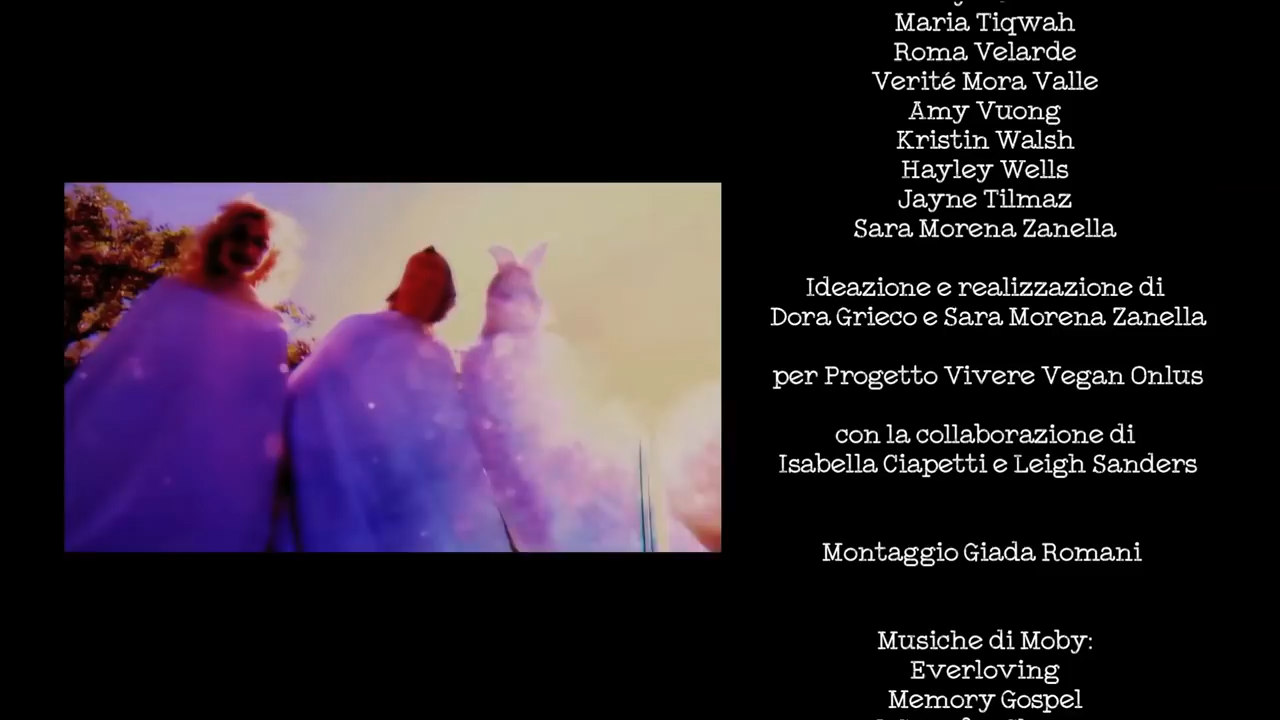 Maria Tiqwah
Roma Velarde
Verité Mora Valle
Amy Vuong
Kristin Walsh
Hayley Wells
Jayne Tilmaz
Sara Morena Zanella
Ideazione e realizzazione di
Dora Grieco e Sara Morena Zanella
per Progetto Vivere Vegan Onlus
con la collaborazione di
Isabella Ciapetti e Leigh Sanders
Montaggio Giada Romani
Musiche di Moby:
Everloving
Memory Gospel